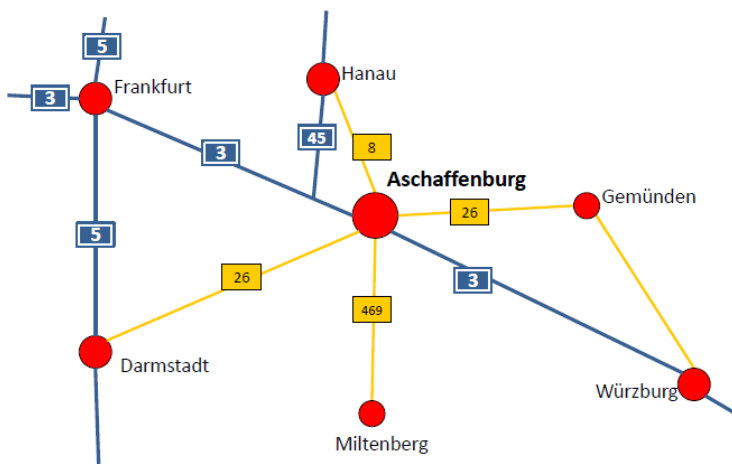 5
Frankfurt
3
Hanau
45
3
8
Aschaffenburg
Gemünden
26
5
26
3
469
Darmstadt
Würzburg
Miltenberg